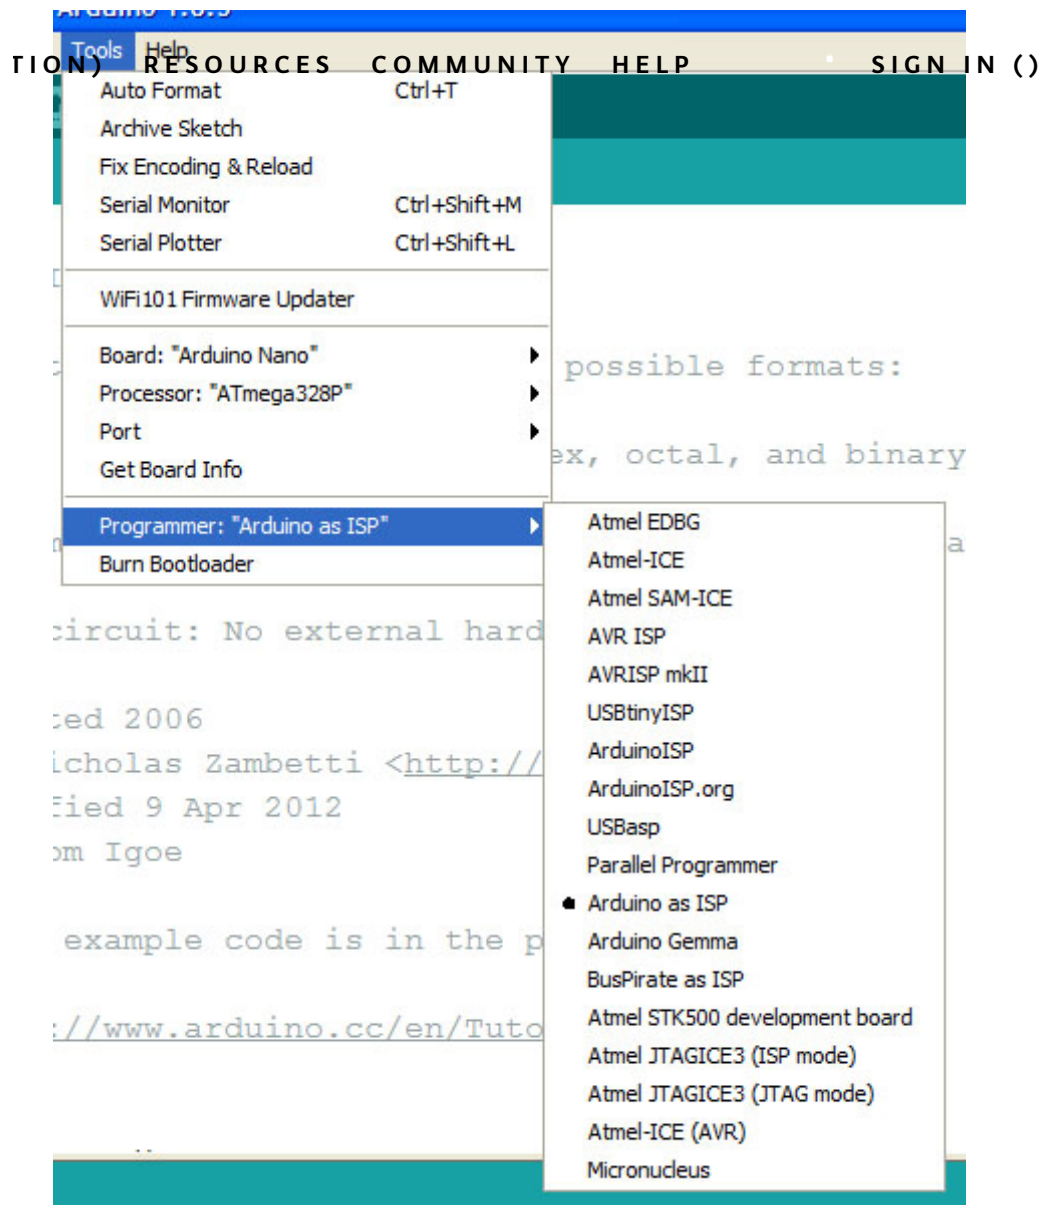 Tools Help
TION) RESOURCES COMMUNITY HELP SIGN IN ()
Auto Format Ctrl+T
Archive Sketch
Fix Encoding & Reload
Serial Monitor Ctrl+Shift+M
Serial Plotter Ctrl+Shift+L
WiFi101 Firmware Updater
Board: "Arduino Nano"
possible formats:
Processor: "ATmega328P"
Port
ex, octal, and binary
Get Board Info
Programmer: "Arduino as ISP"
Burn Bootloader
Atmel EDBG
a
Atmel-ICE
Atmel SAM-ICE
circuit: No external hard
AVR ISP
AVRISP mkII
ted 2006
USBtinyISP
icholas Zambetti <http://
ArduinoISP
ArduinoISP.org
fied 9 Apr 2012
USBasp
om Igoe
Parallel Programmer
Arduino as ISP
example code is in the p
Arduino Gemma
BusPirate as ISP
://www.arduino.cc/en/Tuto
Atmel STK500 development board
Atmel JTAGICE3 (ISP mode)
Atmel JTAGICE3 (JTAG mode)
Atmel-ICE (AVR)
Micronucleus